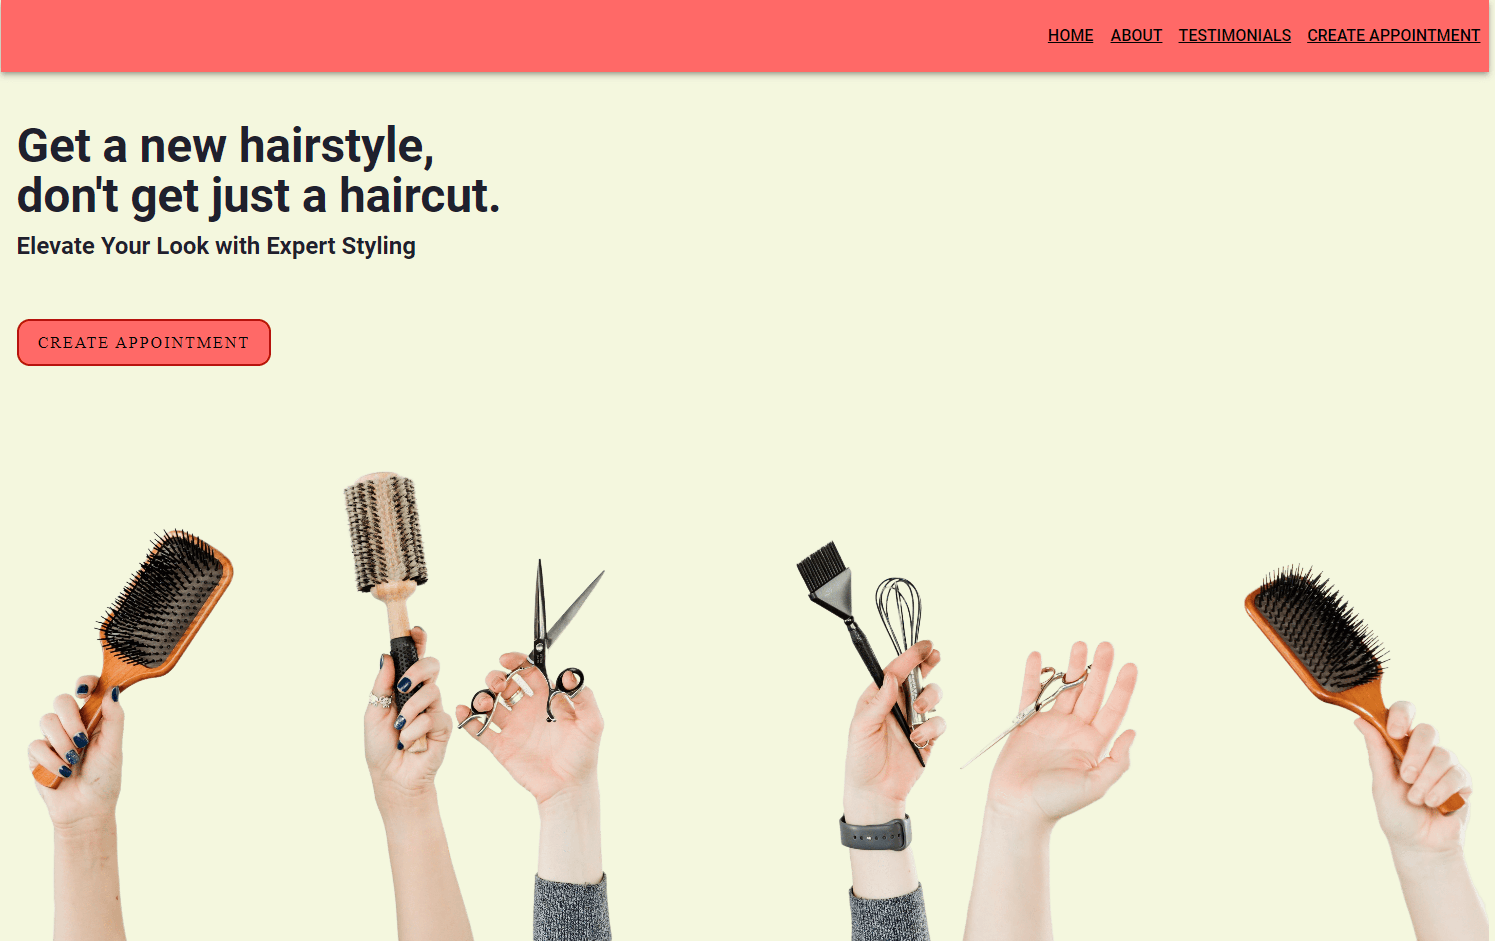 HOME ABOUT TESTIMONIALS CREATE APPOINTMENT
Get a new hairstyle,
don't get just a haircut.
Elevate Your Look with Expert Styling
CREATE APPOINTMENT